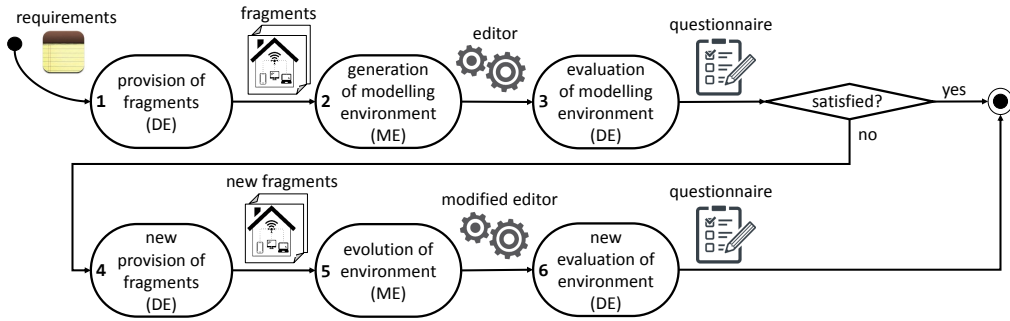 requirements
fragments
editor
questionnaire
1
provision of
fragments
(DE)
2
generation
of modelling
environment
(ME)
3
evaluation
of modelling
environment
(DE)
satisfied?
yes
no
new fragments
modified editor
questionnaire
4
new
provision of
fragments
(DE)
5
evolution of
environment
(ME)
6
new
evaluation of
environment
(DE)